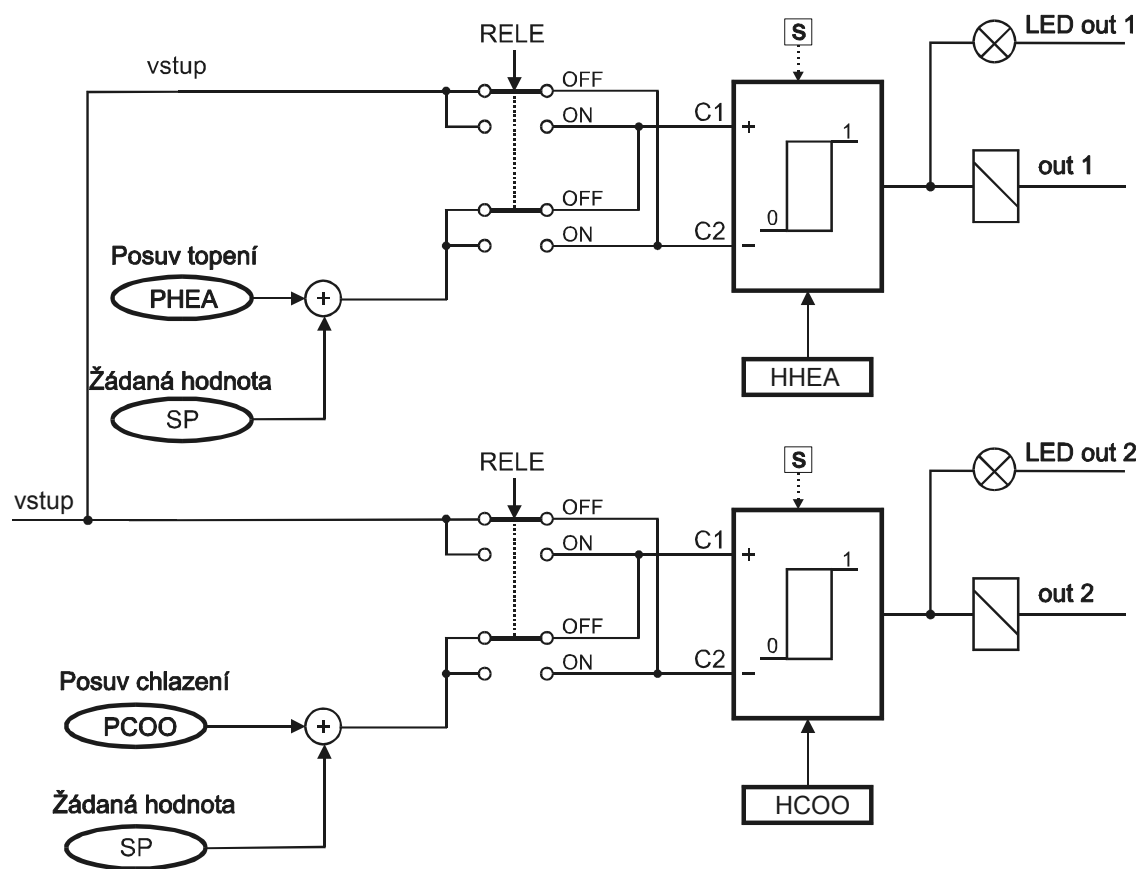 LED out 1
RELE
S
vstup
OFF
ON
C1
+
1
out 1
OFF
ON
C2
0
−
Posuv topení
PHEA
+
Žádaná hodnota
SP
HHEA
RELE
S
LED out 2
vstup
OFF
ON
C1
+
1
out 2
OFF
ON
C2
0
−
Posuv chlazení
PCOO
+
Žádaná hodnota
SP
HCOO